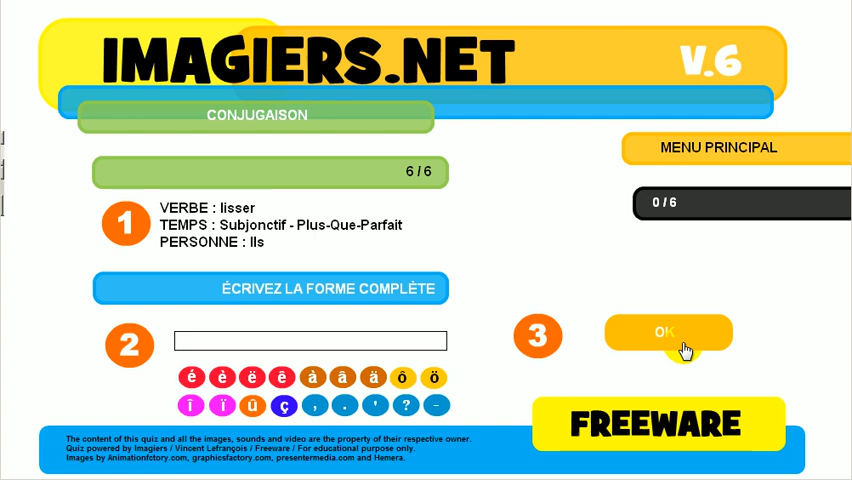 IMAGIERS.NET
V.6
CONJUGAISON
MENU PRINCIPAL
6 / 6
0 / 6
1
VERBE : lisser
TEMPS : Subjonctif - Plus-Que-Parfait
PERSONNE : Ils
ÉCRIVEZ LA FORME COMPLÈTE
2
3
OK
é è ë ê à â ä ô ö
î ï û ç , . ' ? -
FREEWARE
The content of this quiz and all the images, sounds and video are the property of their respective owner.
Quiz powered by Imagiers / Vincent Lefrançois / Freeware / For educational purpose only.
Images by Animationfctory.com, graphicsfactory.com, presentermedia.com and Hemera.